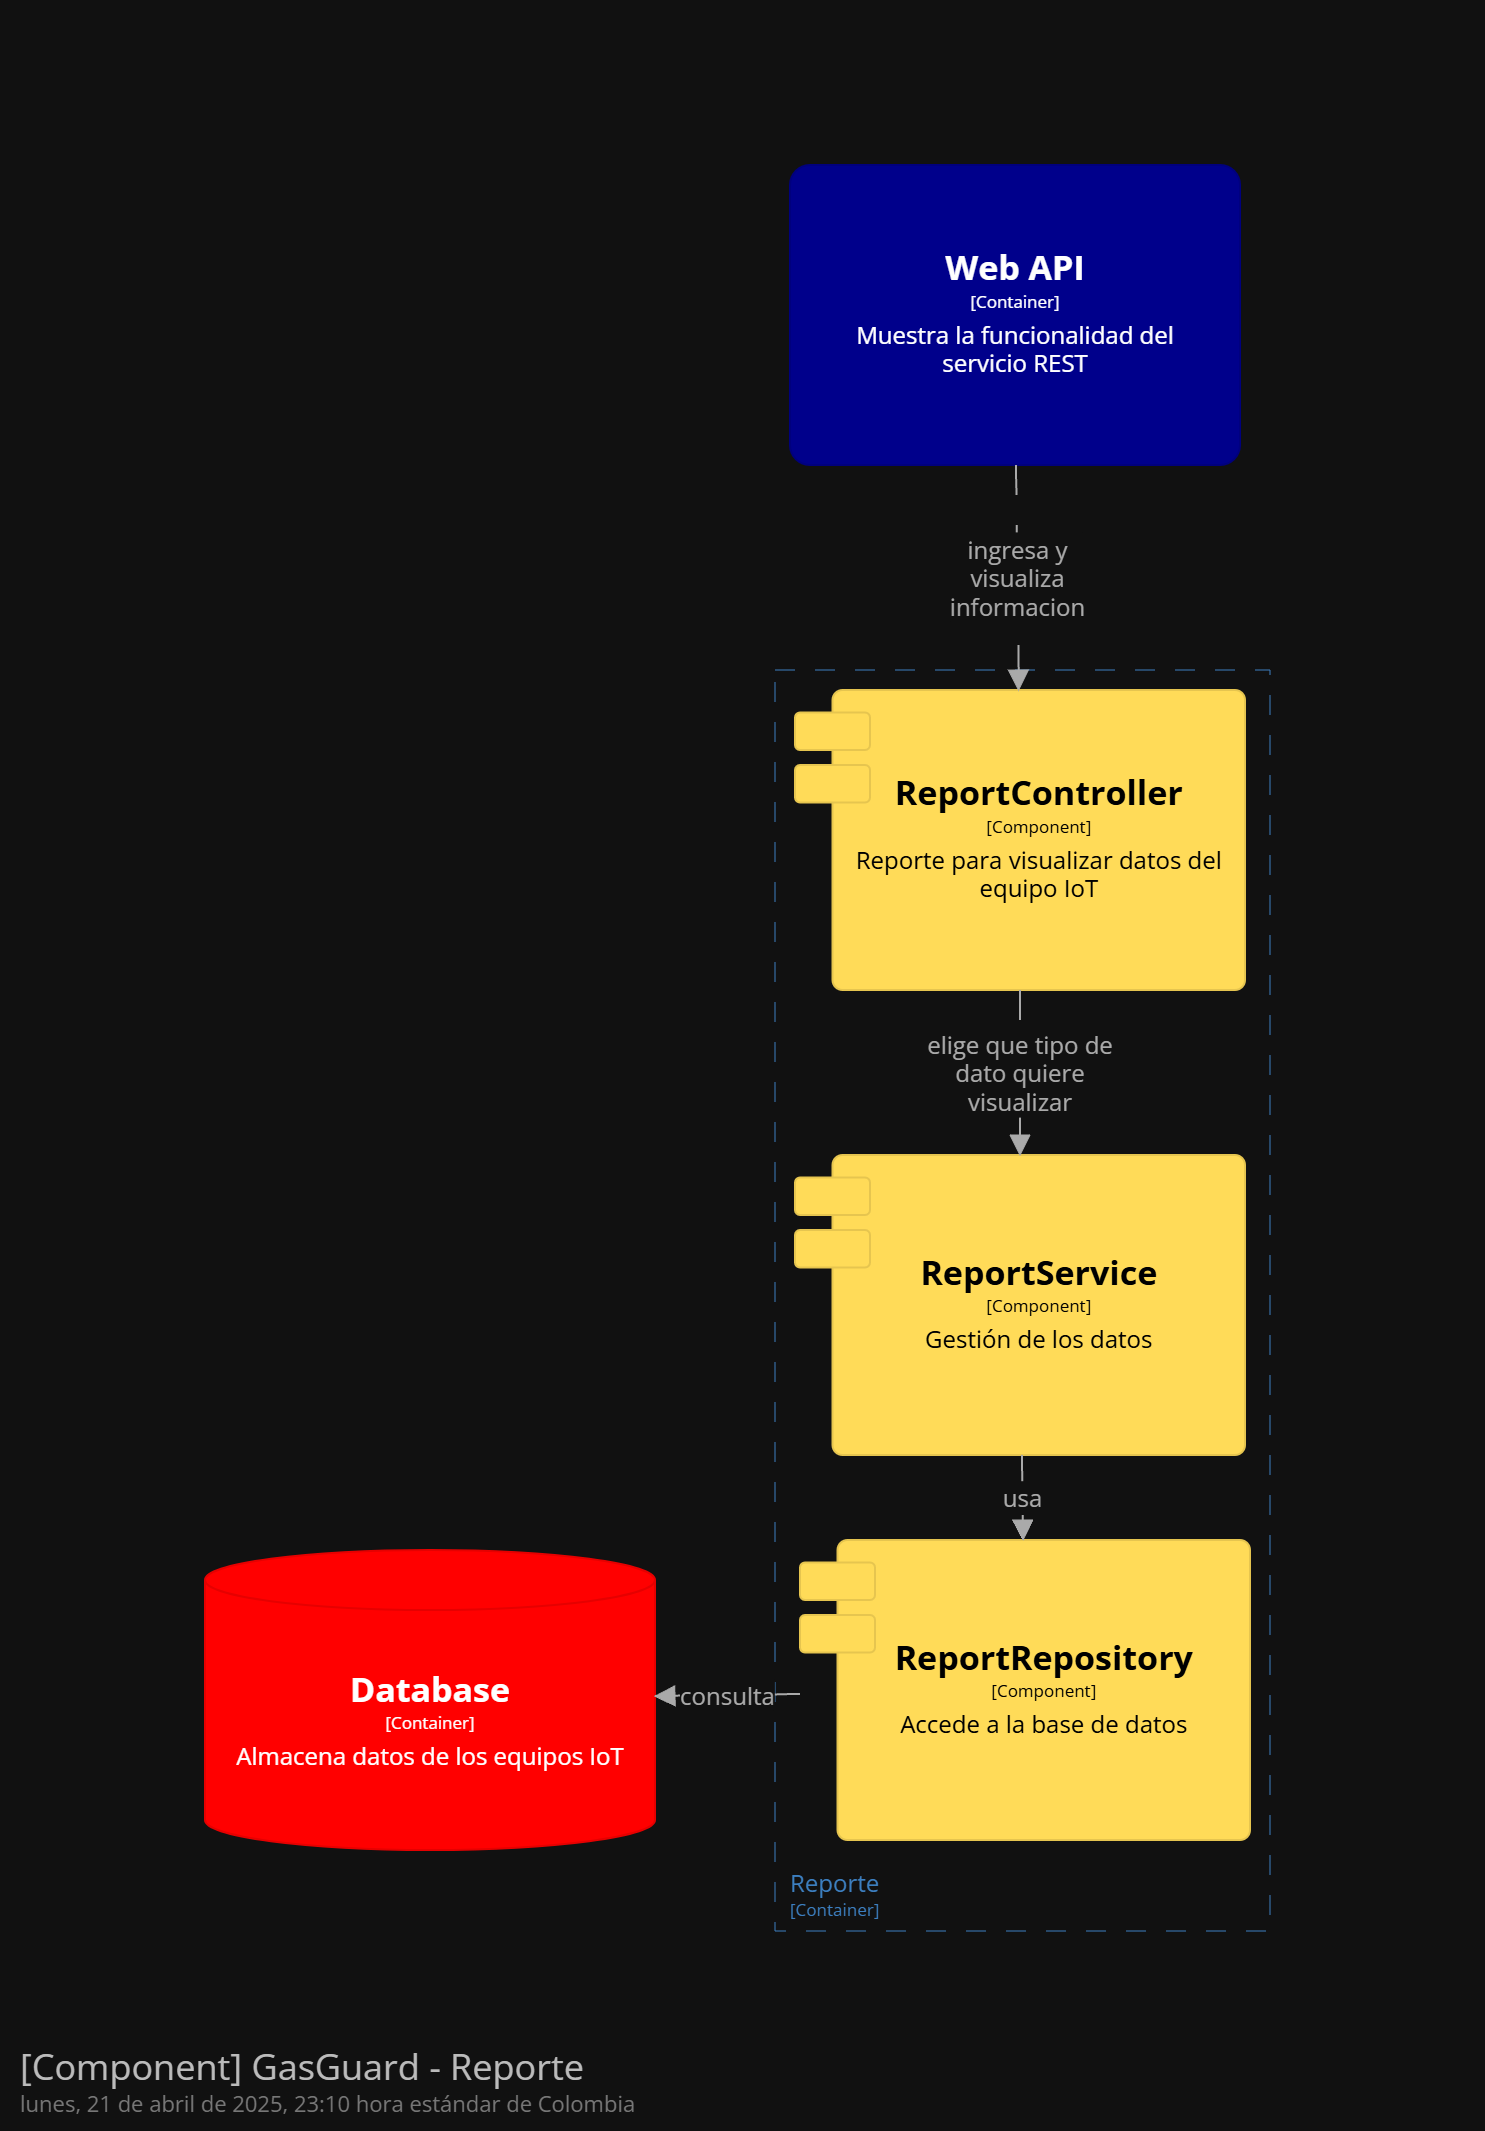 Web API
[Container]
Muestra la funcionalidad del
servicio REST
ingresa y
visualiza
informacion
ReportController
[Component]
Reporte para visualizar datos del
equipo IoT
elige que tipo de
dato quiere
visualizar
ReportService
[Component]
Gestión de los datos
usa
ReportRepository
[Component]
Accede a la base de datos
consulta
Database
[Container]
Almacena datos de los equipos IoT
Reporte
[Container]
[Component] GasGuard - Reporte
lunes, 21 de abril de 2025, 23:10 hora estándar de Colombia